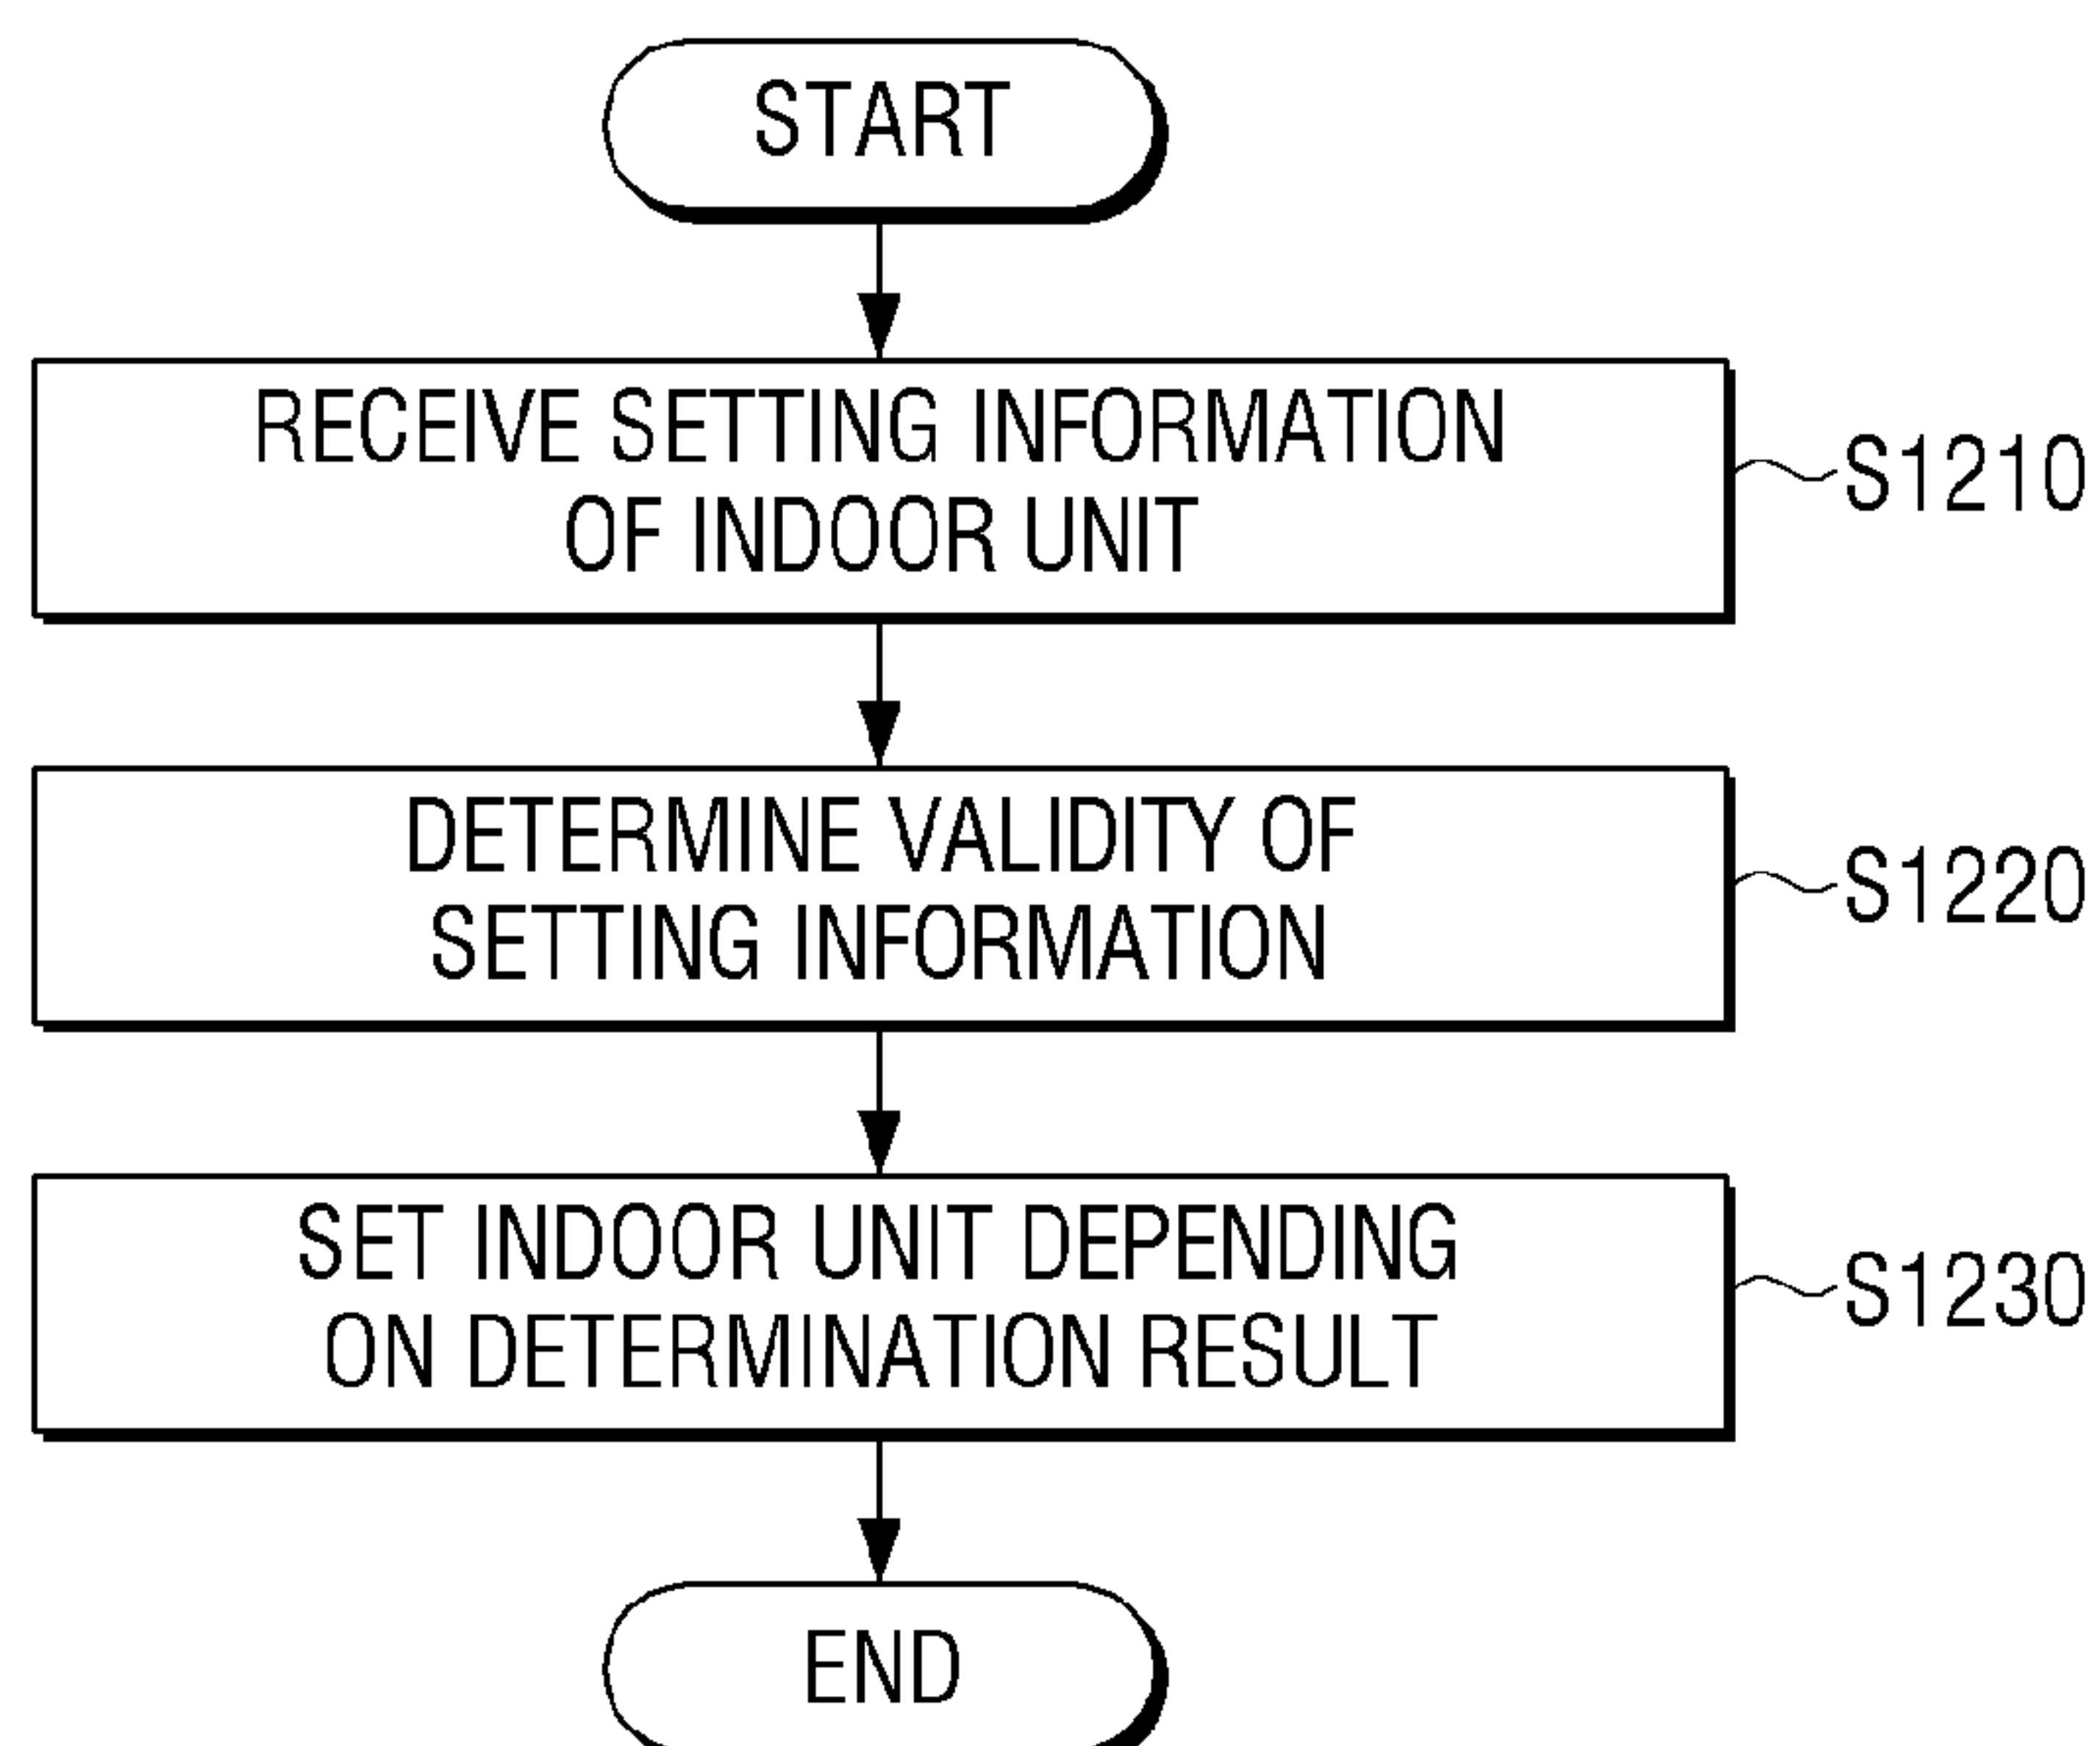 START
RECEIVE SETTING INFORMATION
OF INDOOR UNIT
S1210
DETERMINE VALIDITY OF
SETTING INFORMATION
S1220
SET INDOOR UNIT DEPENDING
ON DETERMINATION RESULT
S1230
END